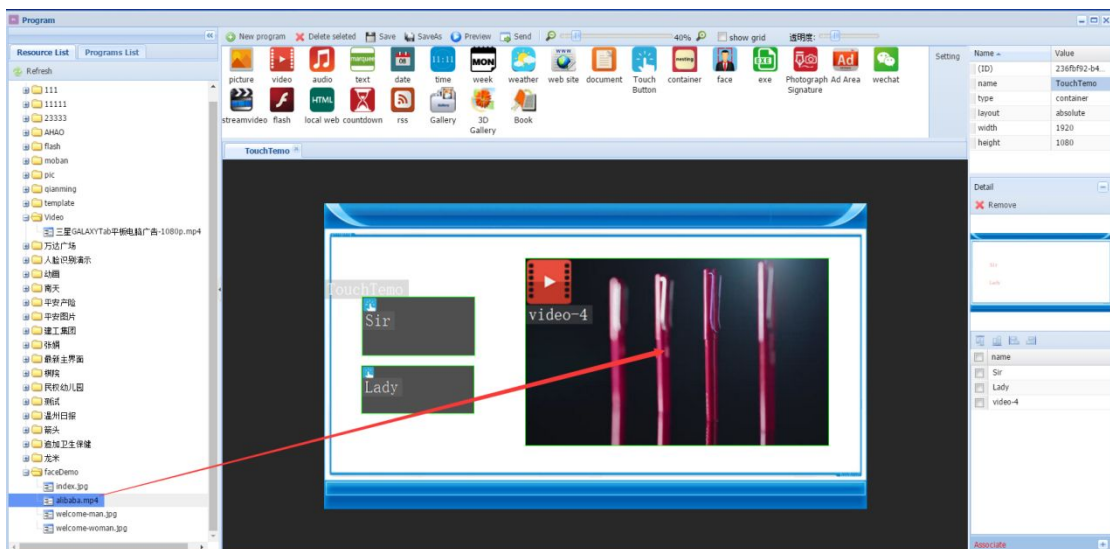 Program
New program Delete seleted Save SaveAs Preview Send 40% show grid 透明度:
Resource List Programs List
Refresh
111
11111
23333
AHAO
flash
moban
pic
qianming
template
Video
三星GALAXYTab平板电脑广告-1080p.mp4
万达广场
人脸识别演示
动画
南天
平安产险
平安图片
建工集团
张娟
最新主界面
棋院
民权幼儿园
测试
温州日报
箭头
追加卫生保健
龙米
faceDemo
index.jpg
alibaba.mp4
welcome-man.jpg
welcome-woman.jpg
picture video audio text date time week weather web site document Touch Button container face exe Photograph Signature Ad Area wechat
streamvideo flash local web countdown rss Gallery 3D Gallery Book
Setting
TouchTemo
TouchTemo
Sir
Lady
video-4
Name Value
(ID) 236fbf92-b4...
name TouchTemo
type container
layout absolute
width 1920
height 1080
Detail
Remove
Sir
Lady
name
Sir
Lady
video-4
Associate